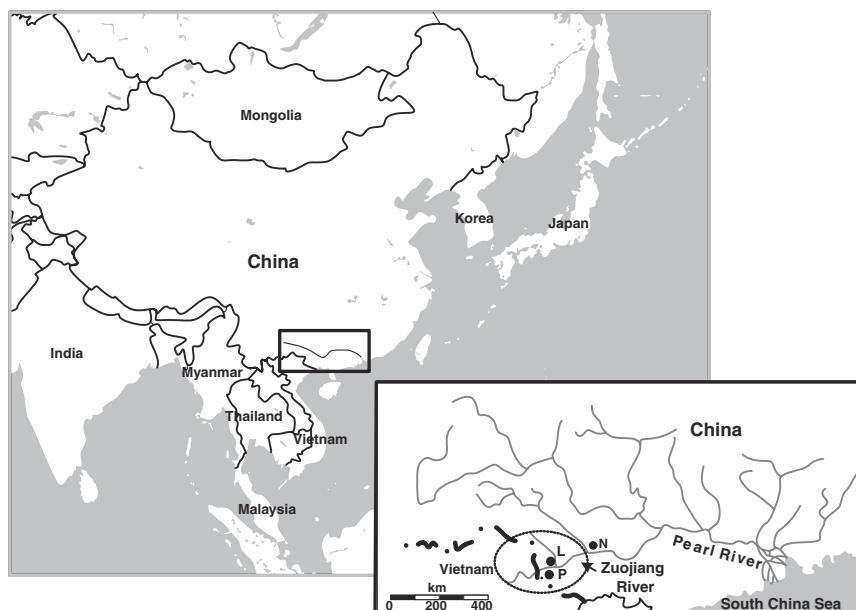 Mongolia
Korea
Japan
China
India
Myanmar
Thailand
Vietnam
Malaysia
China
N
L
Pearl River
Vietnam
P
Zuojiang
River
km
0 200 400
South China Sea